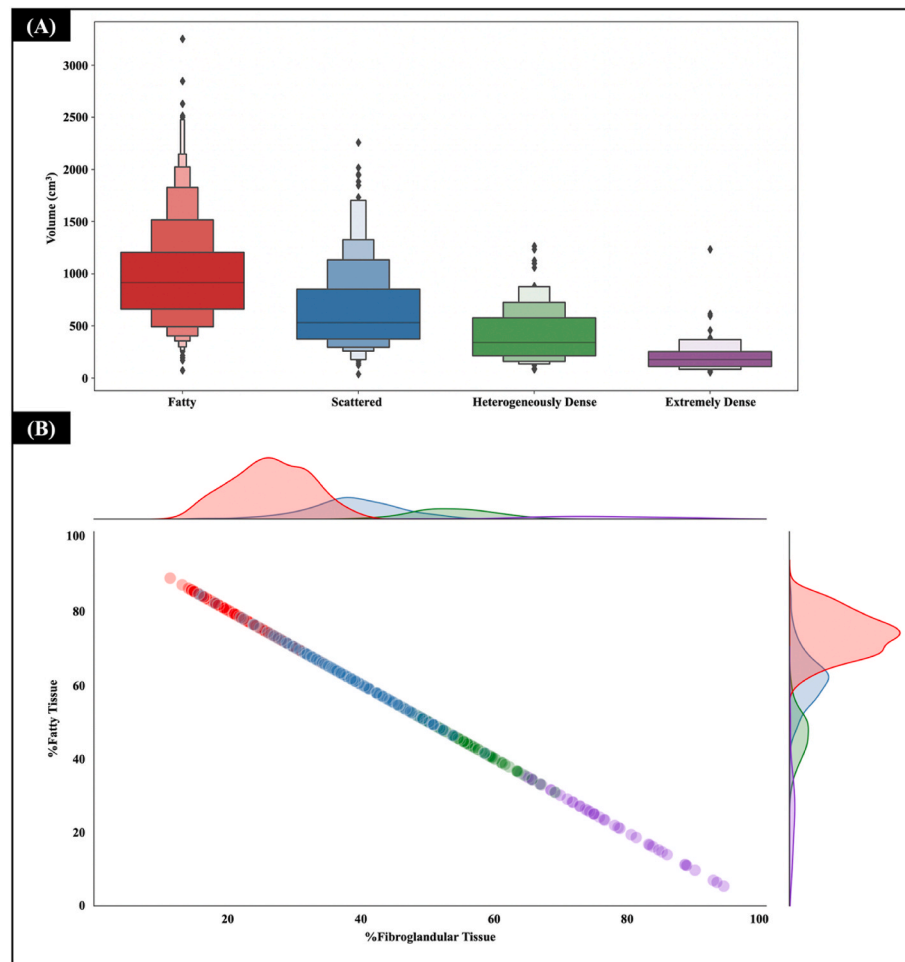 (A)
3000
2500
2000
1500
1000
500
0
Volume (cm³)
Fatty Scattered Heterogeneously Dense Extremely Dense
(B)
100
80
60
40
20
0
%Fatty Tissue
20 40 60 80 100
%Fibroglandular Tissue